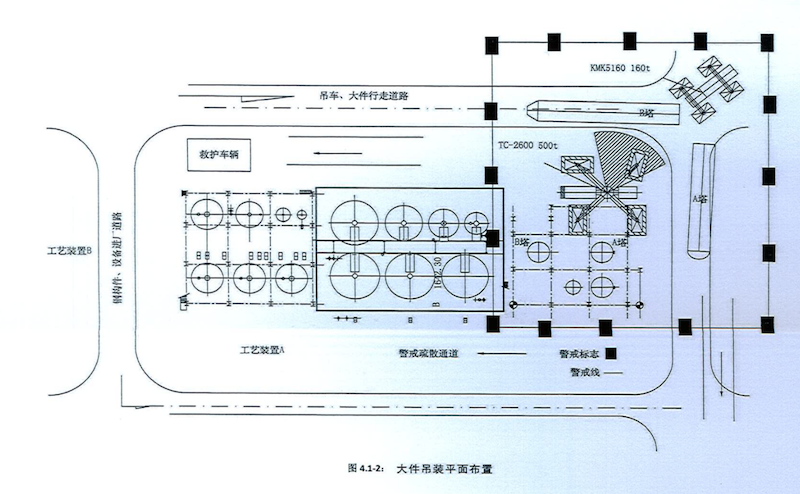 KMK5160 160t
吊车、大件行走道路
B塔
TC-2600 500t
救护车辆
A塔
工艺装置B
钢构件、设备进厂道路
B塔
A塔
1642.30
B
工艺装置A
警戒疏散通道
警戒标志
警戒线
图 4.1-2： 大件吊装平面布置